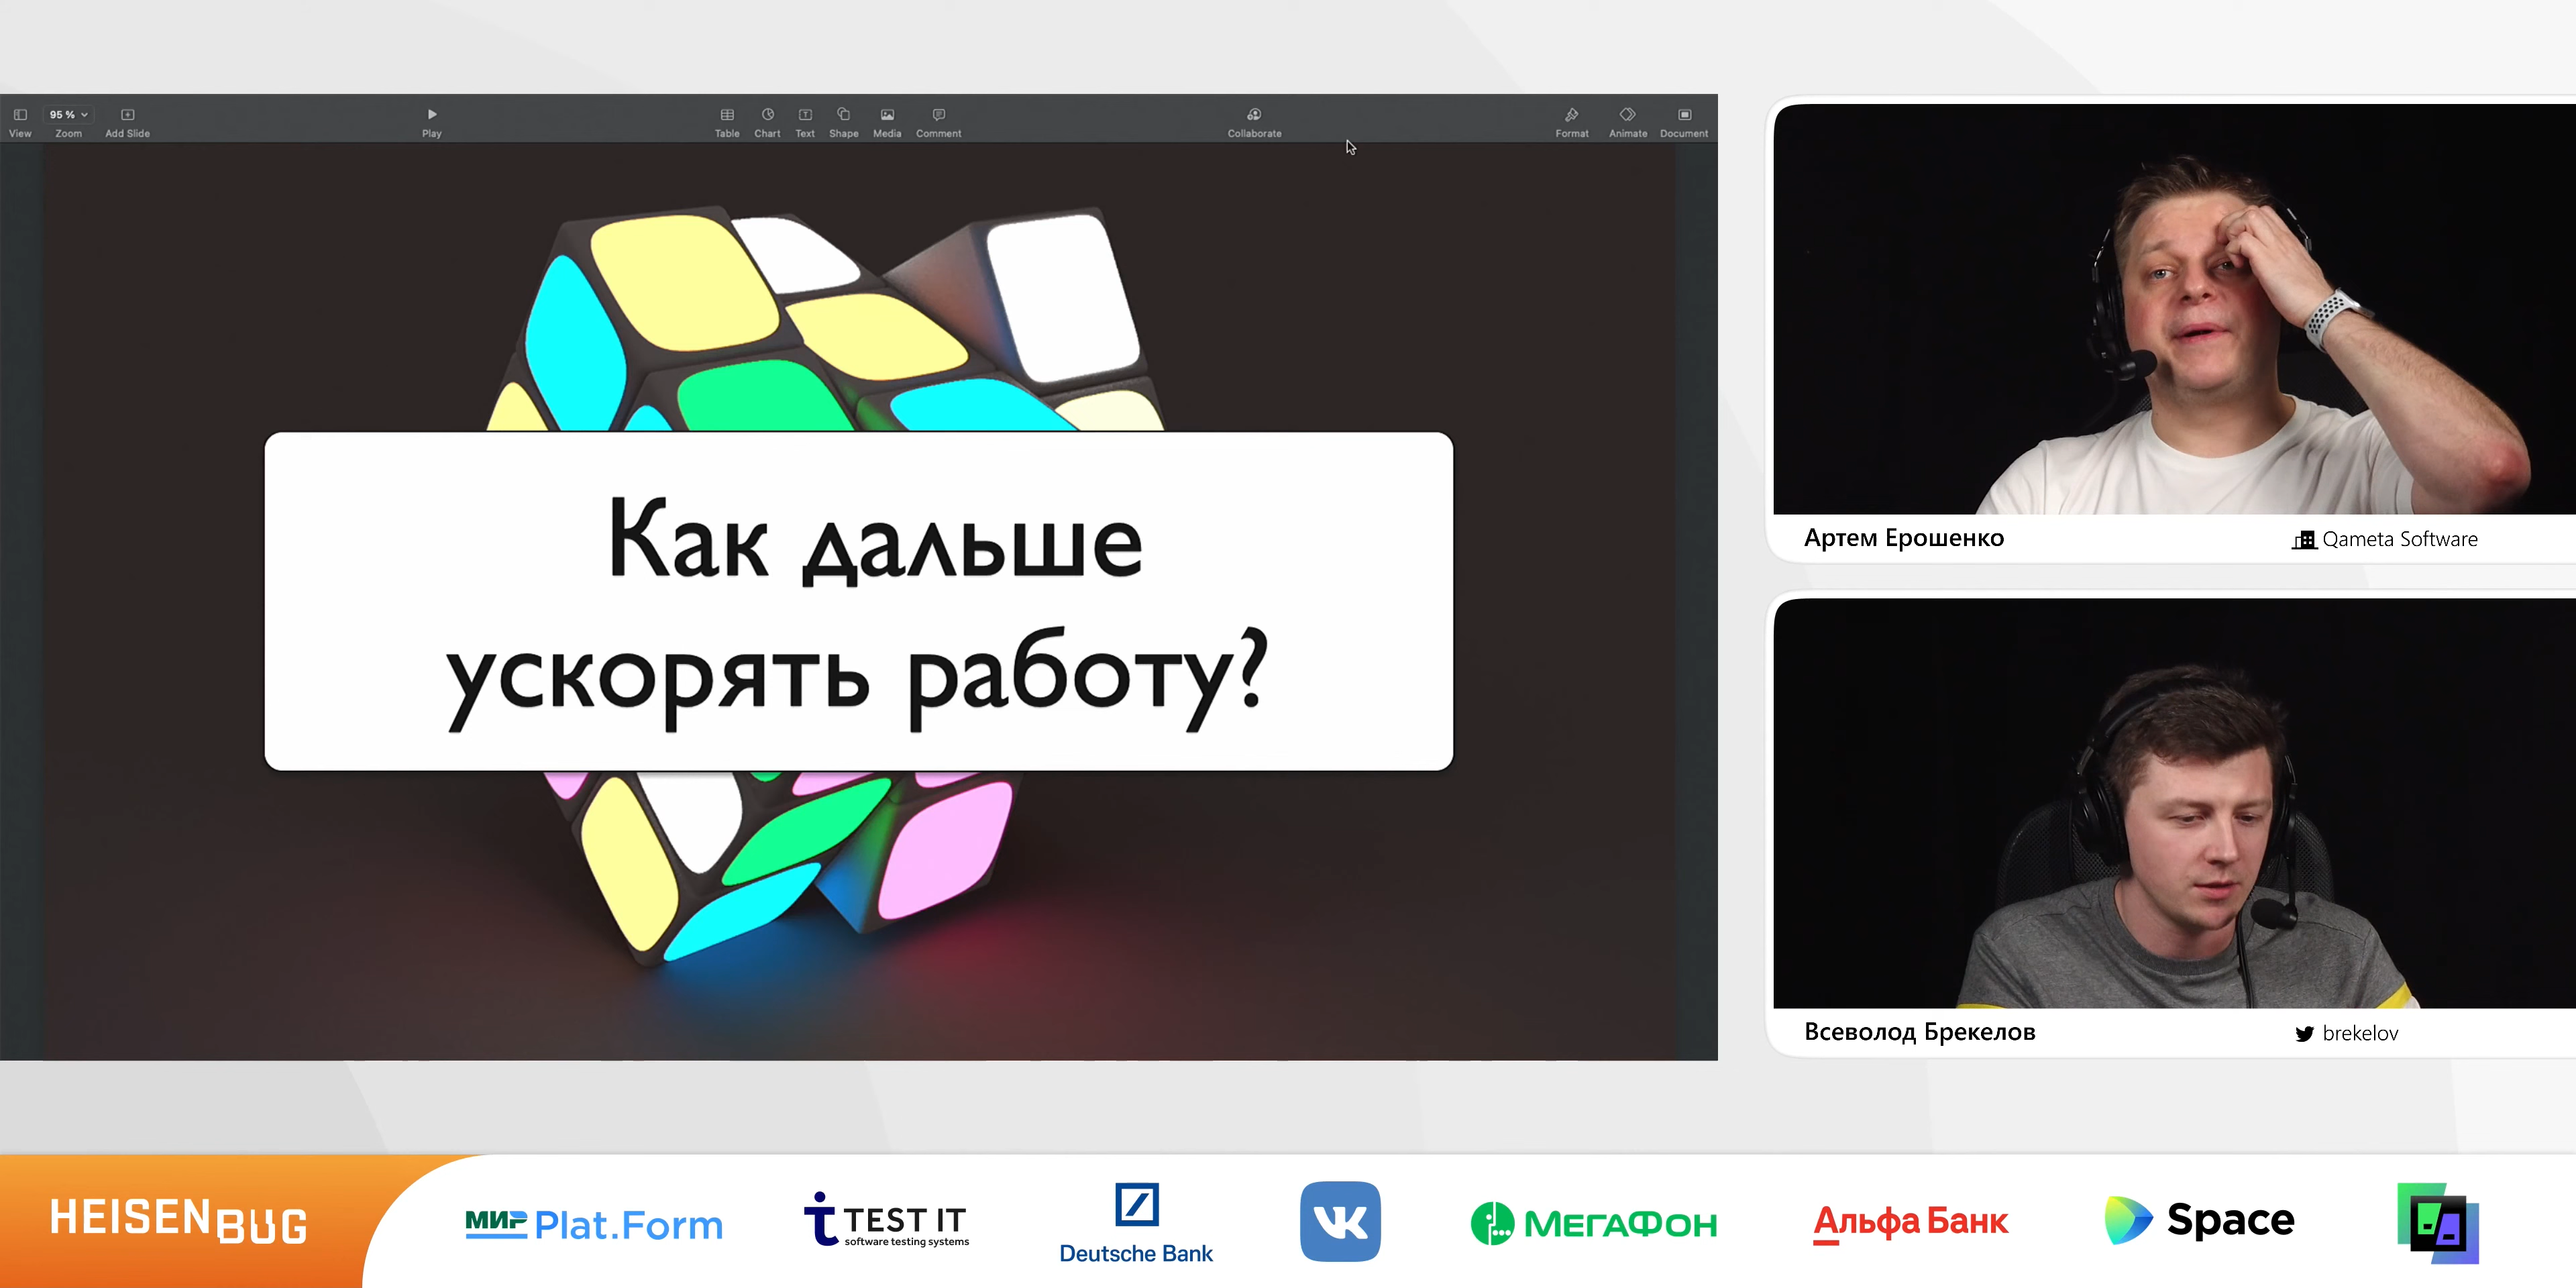 View
95 %
Zoom
Add Slide
Play
Table
Chart
Text
Shape
Media
Comment
Collaborate
Format
Animate
Document
Как дальше
ускорять работу?
Артем Ерошенко
Qameta Software
Всеволод Брекелов
brekelov
HEISENBUG
МИР Plat.Form
TEST IT
software testing systems
Deutsche Bank
VK
МЕГАФОН
Альфа Банк
Space